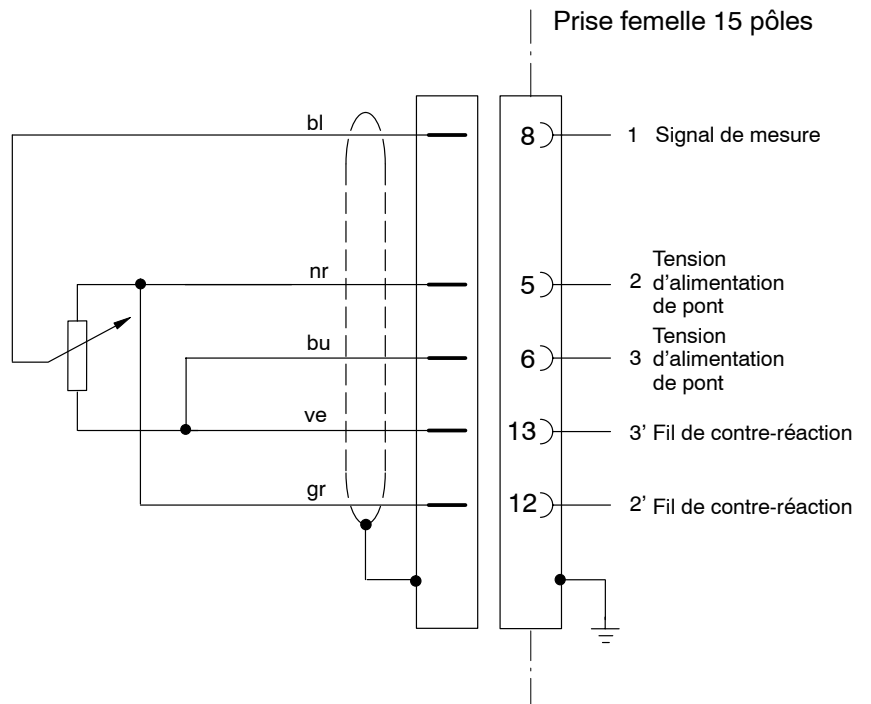 Prise femelle 15 pôles
bl
8
1 Signal de mesure
nr
5
2
Tension
d’alimentation
de pont
bu
6
3
Tension
d’alimentation
de pont
ve
13
3’ Fil de contre-réaction
gr
12
2’ Fil de contre-réaction